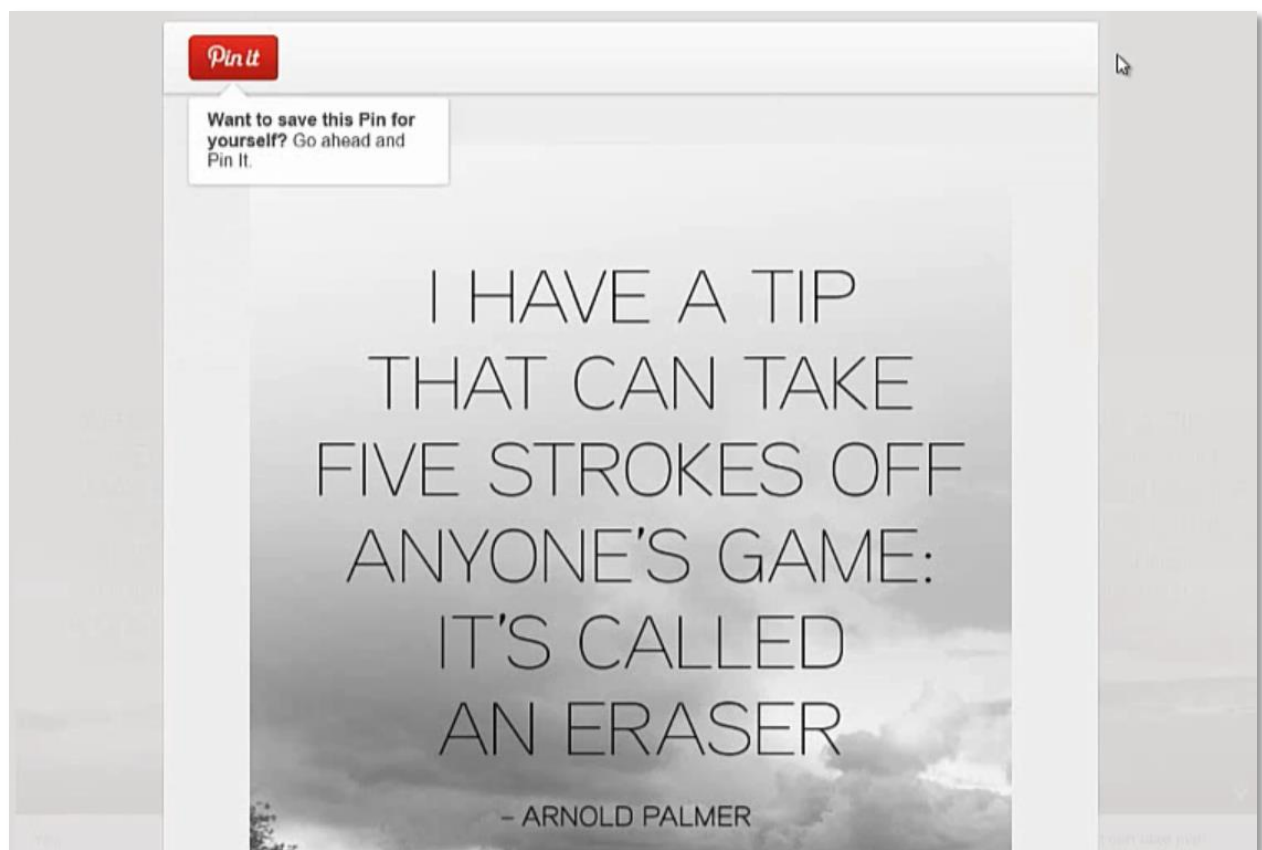 Pin it
Want to save this Pin for
yourself? Go ahead and
Pin It.
I HAVE A TIP
THAT CAN TAKE
FIVE STROKES OFF
ANYONE'S GAME:
IT'S CALLED
AN ERASER
– ARNOLD PALMER